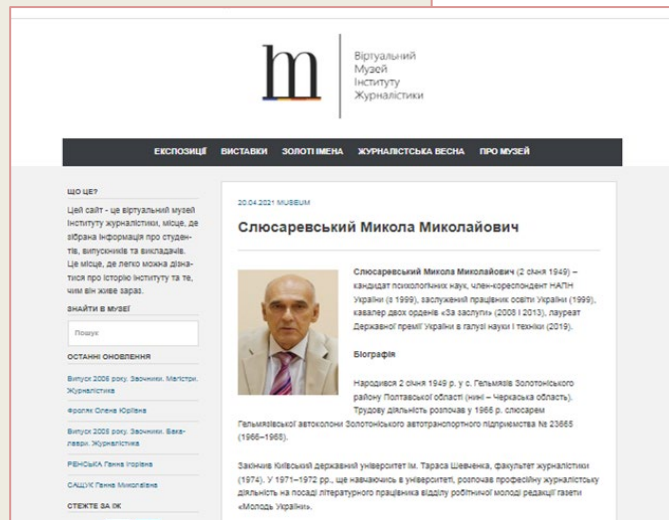 Віртуальний
Музей
Інституту
Журналістики
ЕКСПОЗИЦІЇ ВИСТАВКИ ЗОЛОТІ ІМЕНА ЖУРНАЛІСТСЬКА ВЕСНА ПРО МУЗЕЙ
ЩО ЦЕ?
Цей сайт - це віртуальний музей
Інституту журналістики, місце, де
зібрана інформація про студен-
тів, випускників та викладачів.
Це місце, де легко можна дізна-
тися про історію Інституту та те,
чим він живе зараз.
ЗНАЙТИ В МУЗЕЇ
Пошук
ОСТАННІ ОНОВЛЕННЯ
Випуск 2005 року. Заочники. Магістри.
Журналістика
Фроляк Олена Юріївна
Випуск 2005 року. Заочники. Бака-
лаври. Журналістика
РЕНСЬКА Ганна Ігорівна
САЦУК Ганна Миколаївна
СТЕЖТЕ ЗА ІЖ
20.04.2021 MUSEUM
Слюсаревський Микола Миколайович
Слюсаревський Микола Миколайович (2 січня 1949) –
кандидат психологічних наук, член-кореспондент НАПН
України (з 1999), заслужений працівник освіти України (1999),
кавалер двох орденів «За заслуги» (2008 і 2013), лауреат
Державної премії України в галузі науки і техніки (2019).
Біографія
Народився 2 січня 1949 р. у с. Гельмязів Золотоніського
району Полтавської області (нині – Черкаська область).
Трудову діяльність розпочав у 1966 р. слюсарем
Гельмязівської автоколони Золотоніського автотранспортного підприємства № 23665
(1966–1968).
Закінчив Київський державний університет ім. Тараса Шевченка, факультет журналістики
(1974). У 1971–1972 рр., ще навчаючись в університеті, розпочав професійну журналістську
діяльність на посаді літературного працівника відділу робітничої молоді редакції газети
«Молодь України».